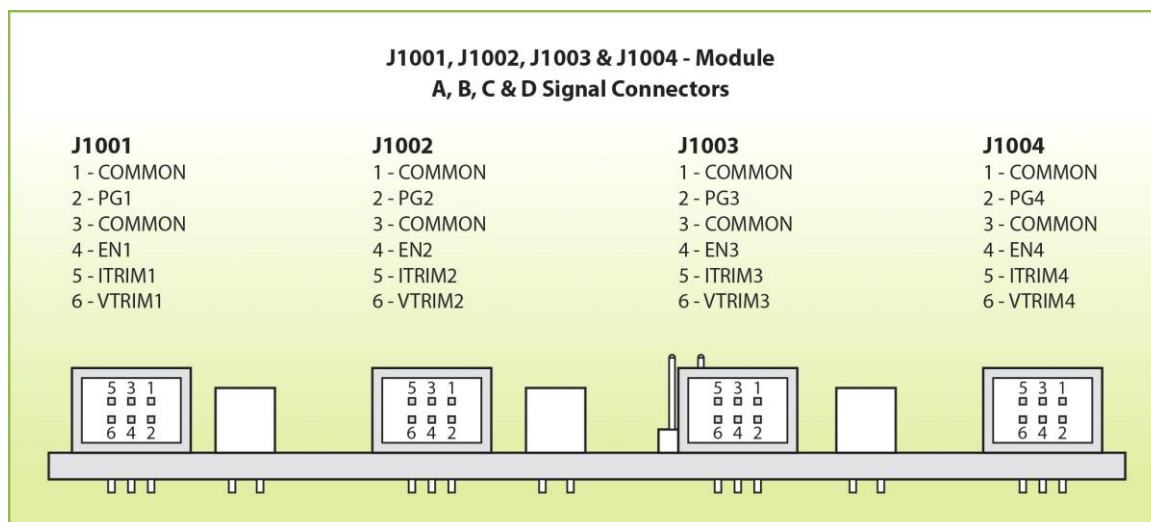 J1001, J1002, J1003 & J1004 - Module
A, B, C & D Signal Connectors
J1001
1 - COMMON
2 - PG1
3 - COMMON
4 - EN1
5 - ITRIM1
6 - VTRIM1
J1002
1 - COMMON
2 - PG2
3 - COMMON
4 - EN2
5 - ITRIM2
6 - VTRIM2
J1003
1 - COMMON
2 - PG3
3 - COMMON
4 - EN3
5 - ITRIM3
6 - VTRIM3
J1004
1 - COMMON
2 - PG4
3 - COMMON
4 - EN4
5 - ITRIM4
6 - VTRIM4
5 3 1
6 4 2
5 3 1
6 4 2
5 3 1
6 4 2
5 3 1
6 4 2